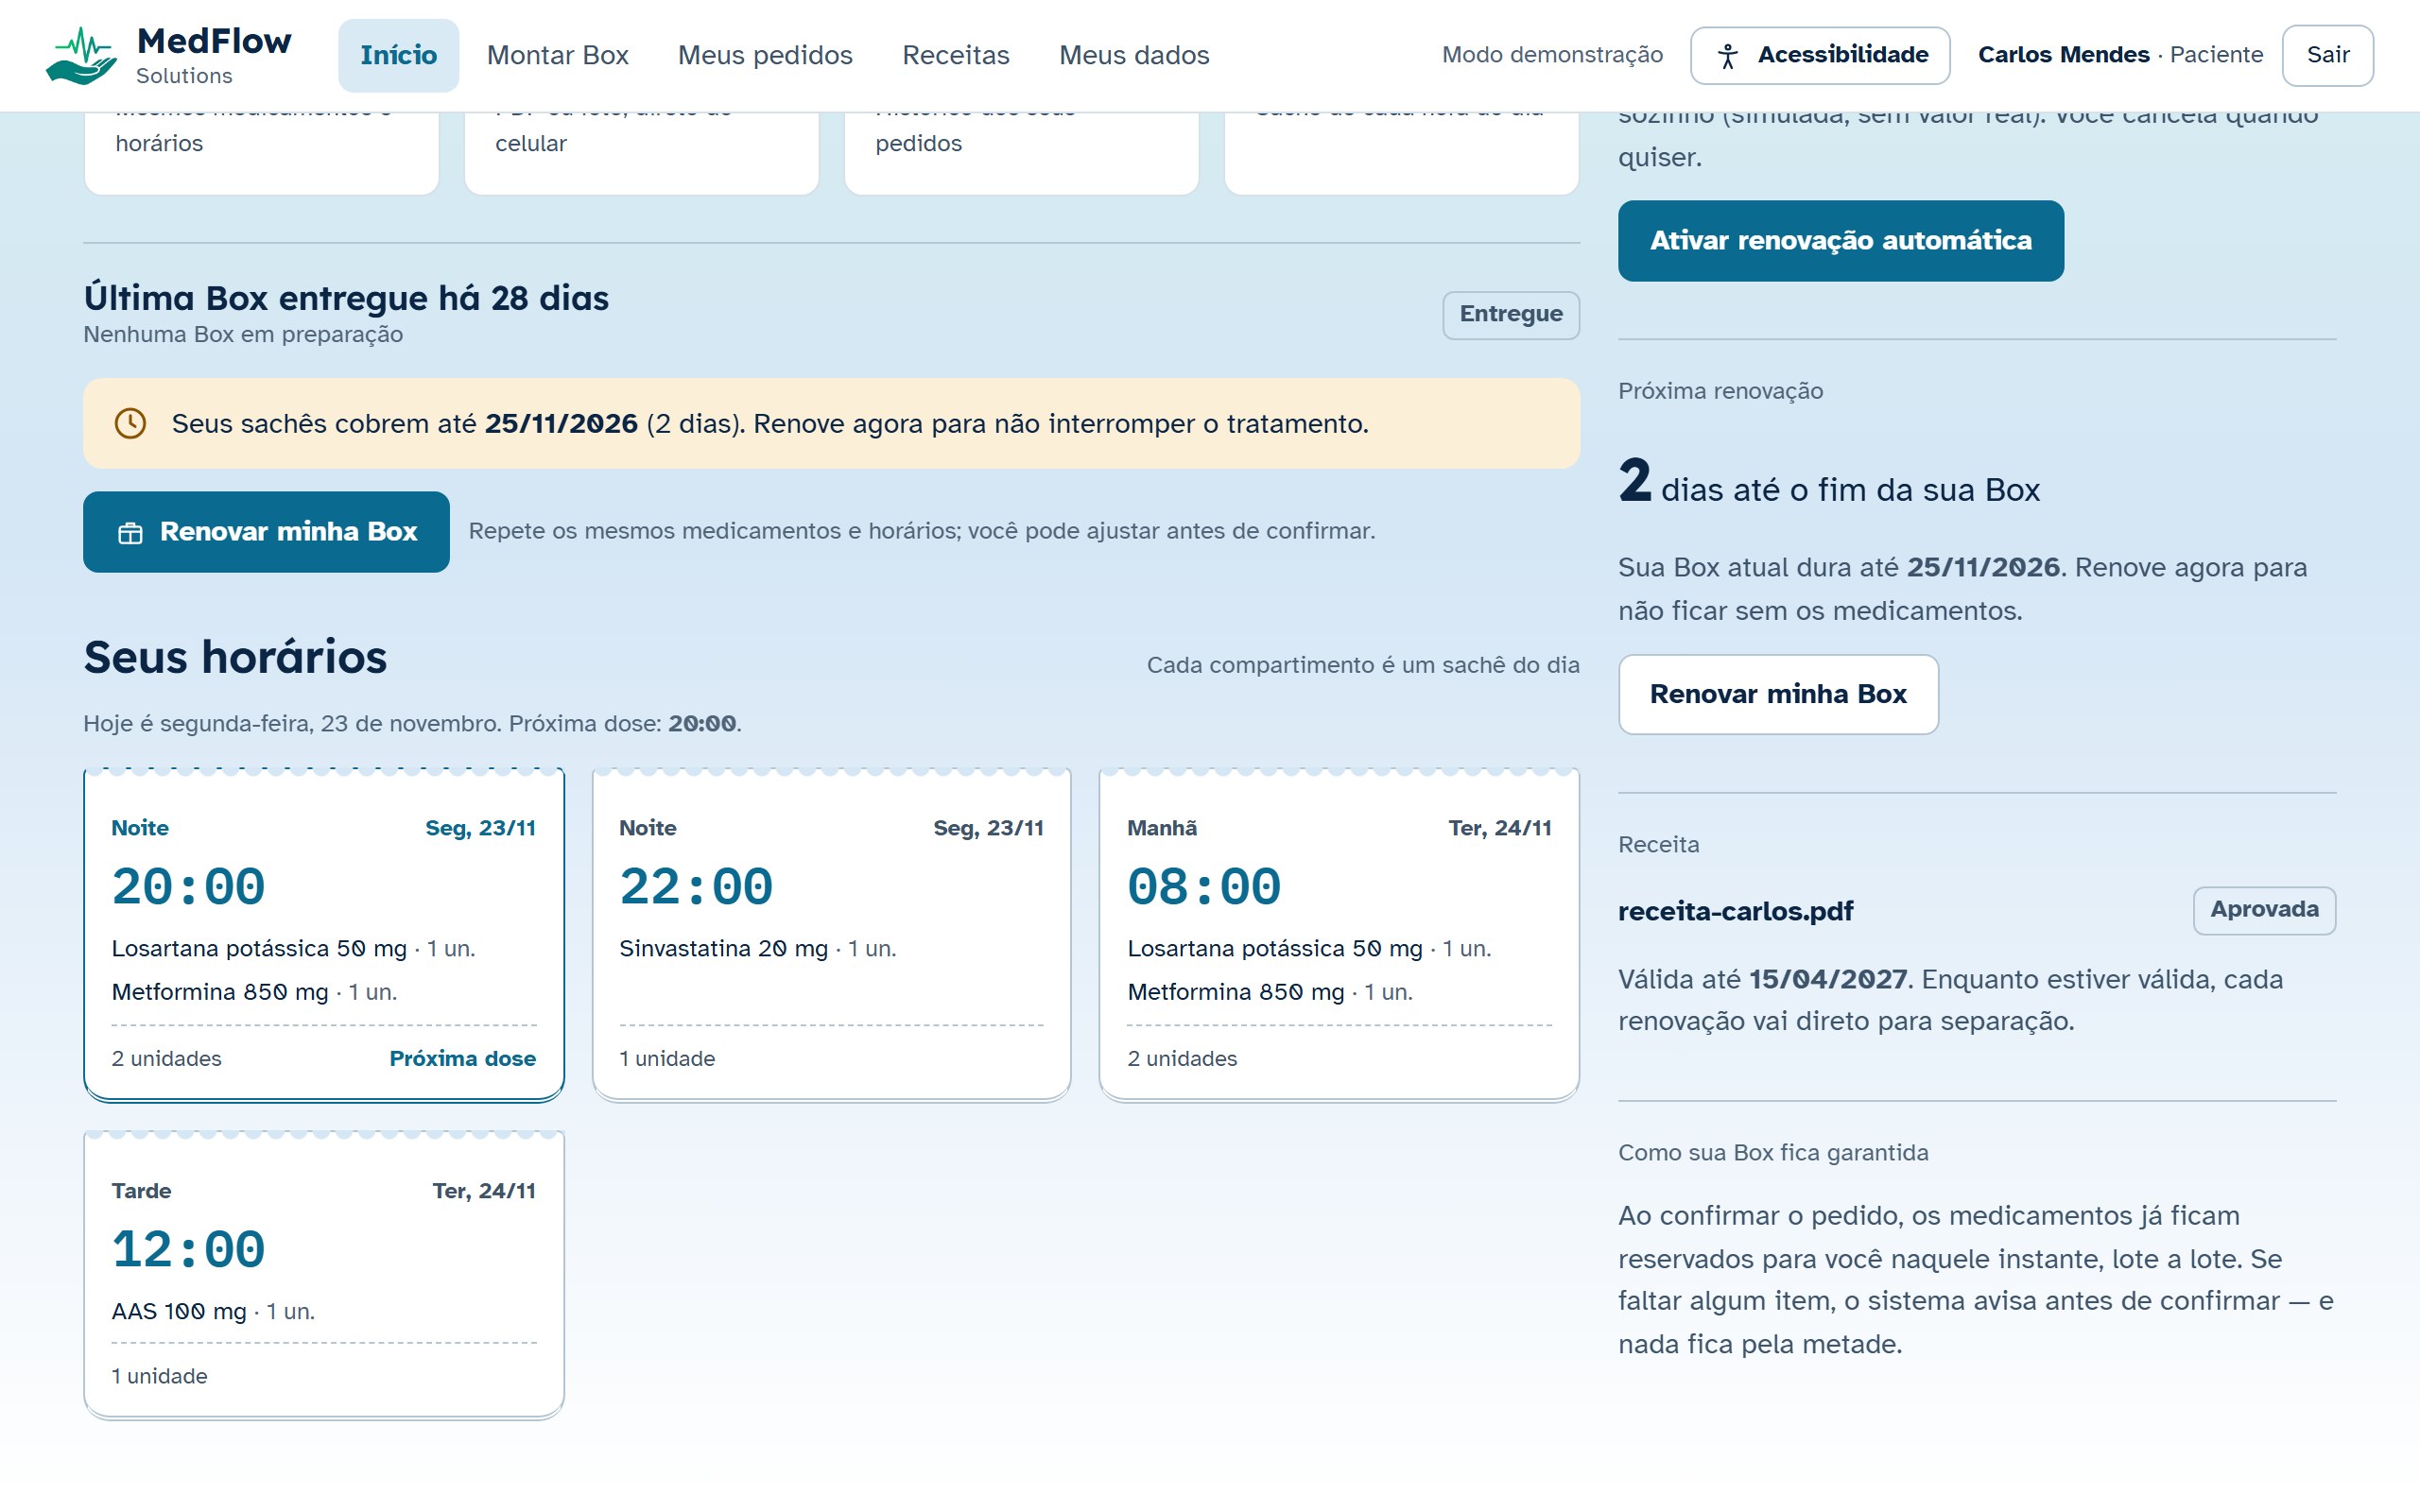 MedFlow
Solutions
Início
Montar Box
Meus pedidos
Receitas
Meus dados
Modo demonstração
Acessibilidade
Carlos Mendes · Paciente
Sair
horários
celular
pedidos
sozinho (simulada, sem valor real). Você cancela quando
quiser.
Ativar renovação automática
Última Box entregue há 28 dias
Nenhuma Box em preparação
Entregue
Seus sachês cobrem até 25/11/2026 (2 dias). Renove agora para não interromper o tratamento.
Renovar minha Box
Repete os mesmos medicamentos e horários; você pode ajustar antes de confirmar.
Seus horários
Cada compartimento é um sachê do dia
Hoje é segunda-feira, 23 de novembro. Próxima dose: 20:00.
Noite
Seg, 23/11
20:00
Losartana potássica 50 mg · 1 un.
Metformina 850 mg · 1 un.
2 unidades
Próxima dose
Noite
Seg, 23/11
22:00
Sinvastatina 20 mg · 1 un.
1 unidade
Manhã
Ter, 24/11
08:00
Losartana potássica 50 mg · 1 un.
Metformina 850 mg · 1 un.
2 unidades
Tarde
Ter, 24/11
12:00
AAS 100 mg · 1 un.
1 unidade
Próxima renovação
2 dias até o fim da sua Box
Sua Box atual dura até 25/11/2026. Renove agora para
não ficar sem os medicamentos.
Renovar minha Box
Receita
receita-carlos.pdf
Aprovada
Válida até 15/04/2027. Enquanto estiver válida, cada
renovação vai direto para separação.
Como sua Box fica garantida
Ao confirmar o pedido, os medicamentos já ficam
reservados para você naquele instante, lote a lote. Se
faltar algum item, o sistema avisa antes de confirmar — e
nada fica pela metade.